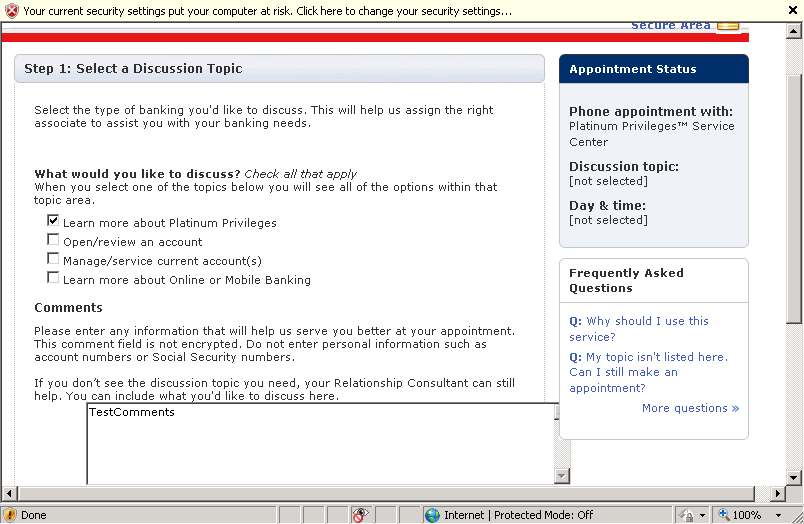 Your current security settings put your computer at risk. Click here to change your security settings...
Secure Area
Step 1: Select a Discussion Topic
Select the type of banking you'd like to discuss. This will help us assign the right
associate to assist you with your banking needs.
What would you like to discuss? Check all that apply
When you select one of the topics below you will see all of the options within that
topic area.
Learn more about Platinum Privileges
Open/review an account
Manage/service current account(s)
Learn more about Online or Mobile Banking
Comments
Please enter any information that will help us serve you better at your appointment.
This comment field is not encrypted. Do not enter personal information such as
account numbers or Social Security numbers.
If you don't see the discussion topic you need, your Relationship Consultant can still
help. You can include what you'd like to discuss here.
TestComments
Appointment Status
Phone appointment with:
Platinum Privileges™ Service
Center
Discussion topic:
[not selected]
Day & time:
[not selected]
Frequently Asked
Questions
Q: Why should I use this
service?
Q: My topic isn't listed here.
Can I still make an
appointment?
More questions »
Done
Internet | Protected Mode: Off
100%